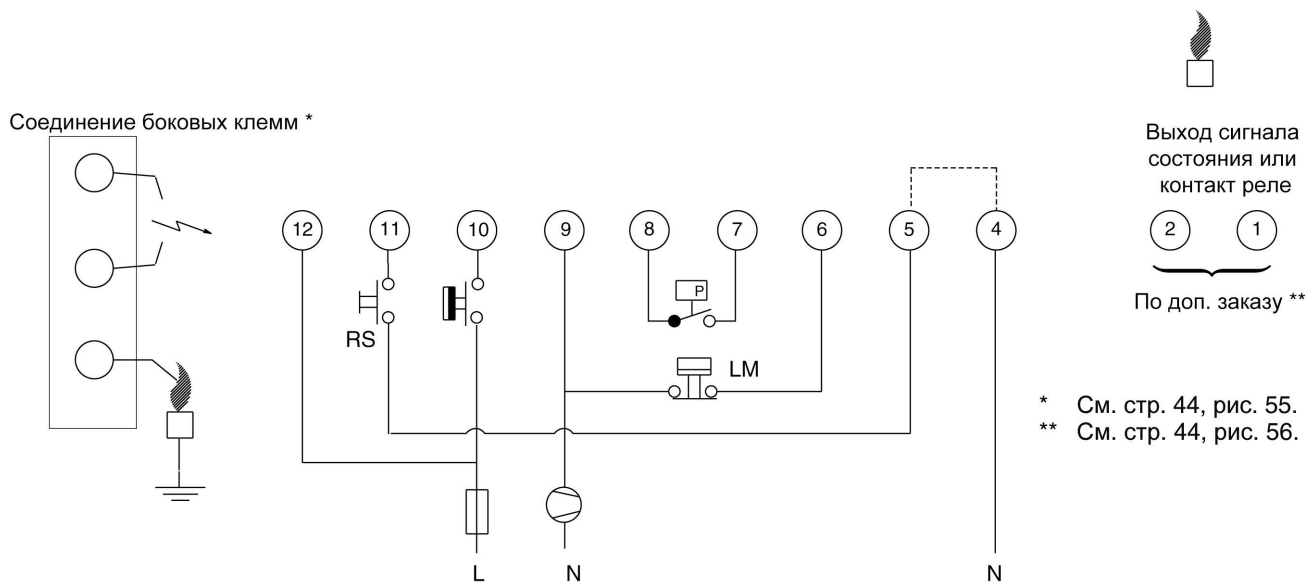 Соединение боковых клемм *
Выход сигнала
состояния или
контакт реле
12 11 10 9 8 7 6 5 4 2 1
P
По доп. заказу **
RS
LM
* См. стр. 44, рис. 55.
** См. стр. 44, рис. 56.
L N N